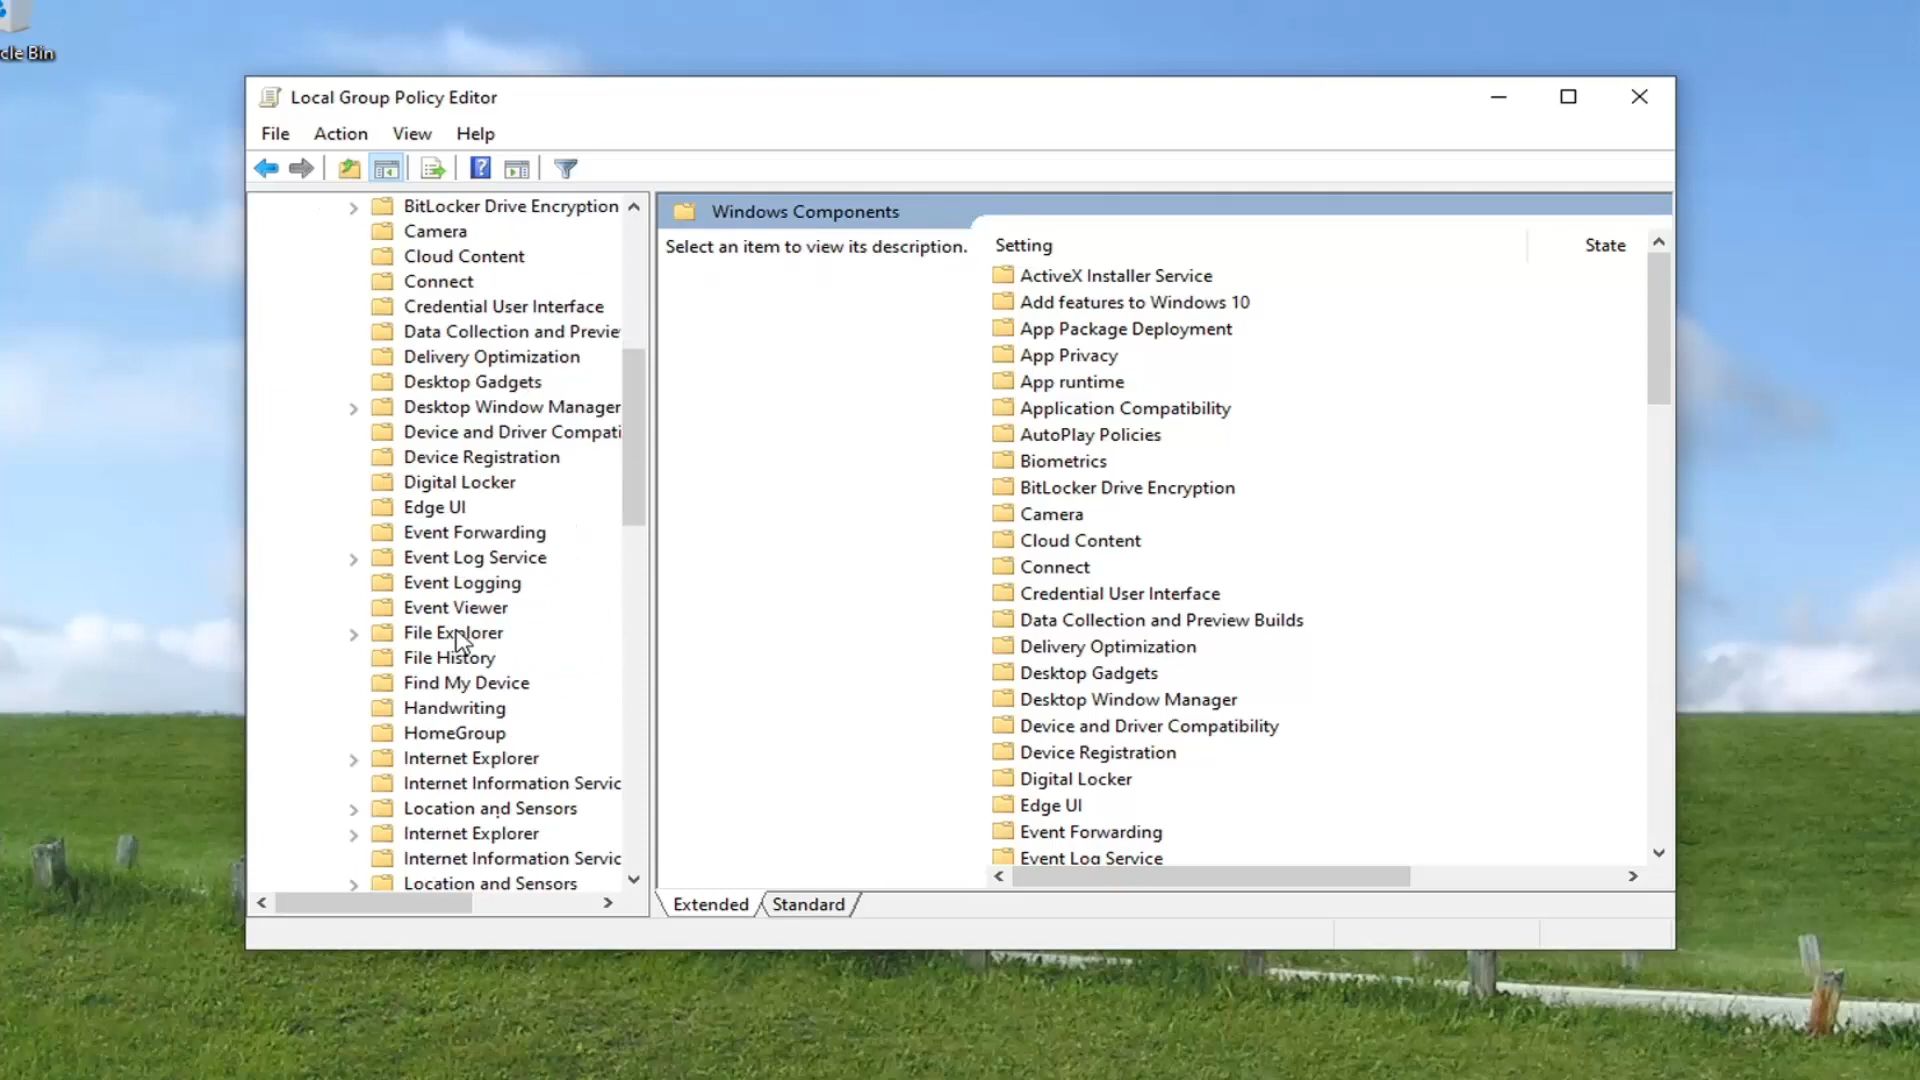 cle Bin
Local Group Policy Editor
File Action View Help
BitLocker Drive Encryption
Camera
Cloud Content
Connect
Credential User Interface
Data Collection and Previe
Delivery Optimization
Desktop Gadgets
Desktop Window Manager
Device and Driver Compati
Device Registration
Digital Locker
Edge UI
Event Forwarding
Event Log Service
Event Logging
Event Viewer
File Explorer
File History
Find My Device
Handwriting
HomeGroup
Internet Explorer
Internet Information Servic
Location and Sensors
Internet Explorer
Internet Information Servic
Location and Sensors
Windows Components
Select an item to view its description.
Setting State
ActiveX Installer Service
Add features to Windows 10
App Package Deployment
App Privacy
App runtime
Application Compatibility
AutoPlay Policies
Biometrics
BitLocker Drive Encryption
Camera
Cloud Content
Connect
Credential User Interface
Data Collection and Preview Builds
Delivery Optimization
Desktop Gadgets
Desktop Window Manager
Device and Driver Compatibility
Device Registration
Digital Locker
Edge UI
Event Forwarding
Event Log Service
Extended Standard